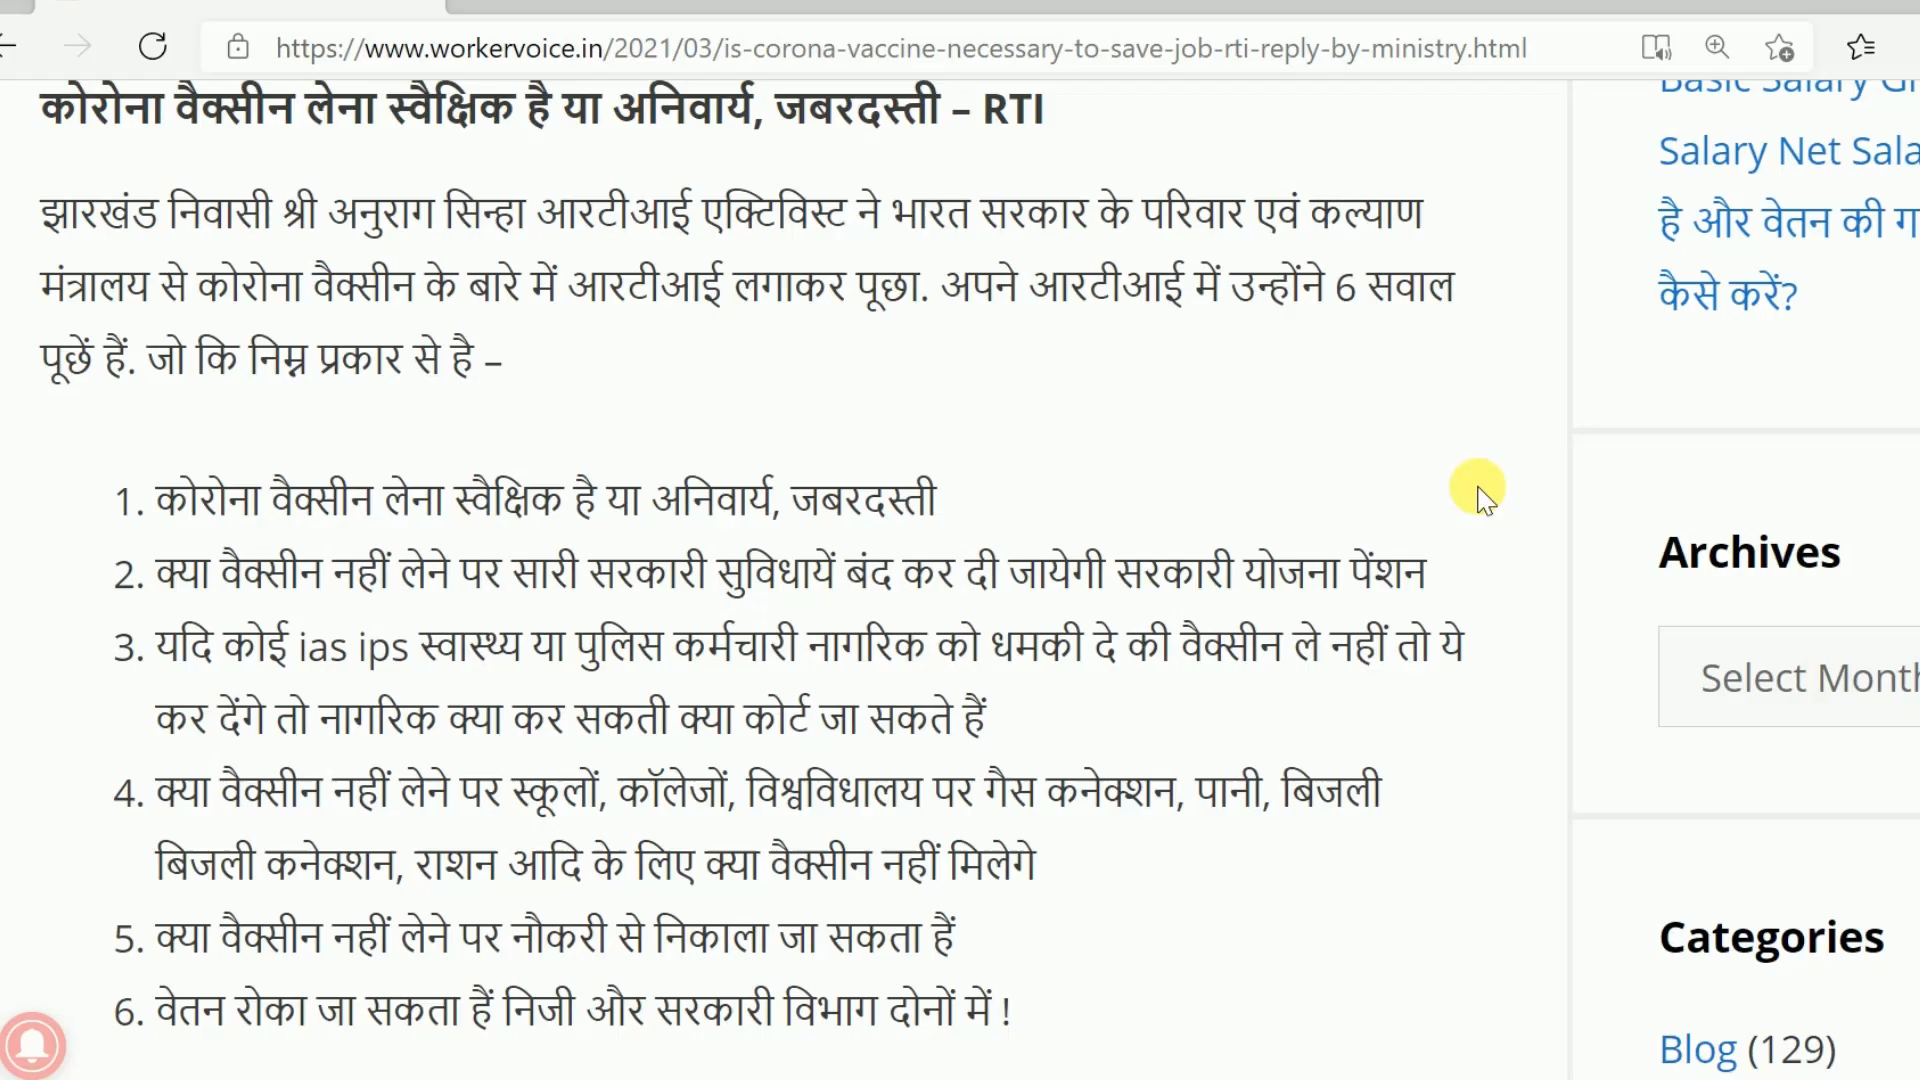 https://www.workervoice.in/2021/03/is-corona-vaccine-necessary-to-save-job-rti-reply-by-ministry.html
कोरोना वैक्सीन लेना स्वैक्षिक है या अनिवार्य, जबरदस्ती – RTI
झारखंड निवासी श्री अनुराग सिन्हा आरटीआई एक्टिविस्ट ने भारत सरकार के परिवार एवं कल्याण
मंत्रालय से कोरोना वैक्सीन के बारे में आरटीआई लगाकर पूछा. अपने आरटीआई में उन्होंने 6 सवाल
पूछें हैं. जो कि निम्न प्रकार से है –
1. कोरोना वैक्सीन लेना स्वैक्षिक है या अनिवार्य, जबरदस्ती
2. क्या वैक्सीन नहीं लेने पर सारी सरकारी सुविधायें बंद कर दी जायेगी सरकारी योजना पेंशन
3. यदि कोई ias ips स्वास्थ्य या पुलिस कर्मचारी नागरिक को धमकी दे की वैक्सीन ले नहीं तो ये
कर देंगे तो नागरिक क्या कर सकती क्या कोर्ट जा सकते हैं
4. क्या वैक्सीन नहीं लेने पर स्कूलों, कॉलेजों, विश्वविधालय पर गैस कनेक्शन, पानी, बिजली
बिजली कनेक्शन, राशन आदि के लिए क्या वैक्सीन नहीं मिलेगे
5. क्या वैक्सीन नहीं लेने पर नौकरी से निकाला जा सकता हैं
6. वेतन रोका जा सकता हैं निजी और सरकारी विभाग दोनों में !
Basic Salary
Salary Net
है और वेतन की
कैसे करें?
Archives
Select
Categories
Blog (129)